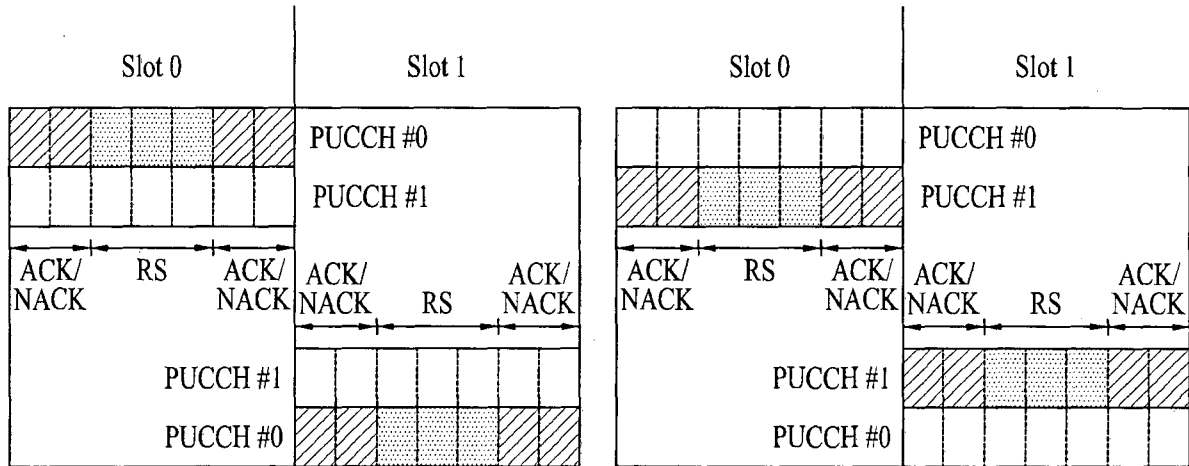 Slot 0
Slot 1
PUCCH #0
PUCCH #1
ACK/
NACK
RS
ACK/
NACK
ACK/
NACK
RS
ACK/
NACK
PUCCH #1
PUCCH #0
Slot 0
Slot 1
PUCCH #0
PUCCH #1
ACK/
NACK
RS
ACK/
NACK
ACK/
NACK
RS
ACK/
NACK
PUCCH #1
PUCCH #0